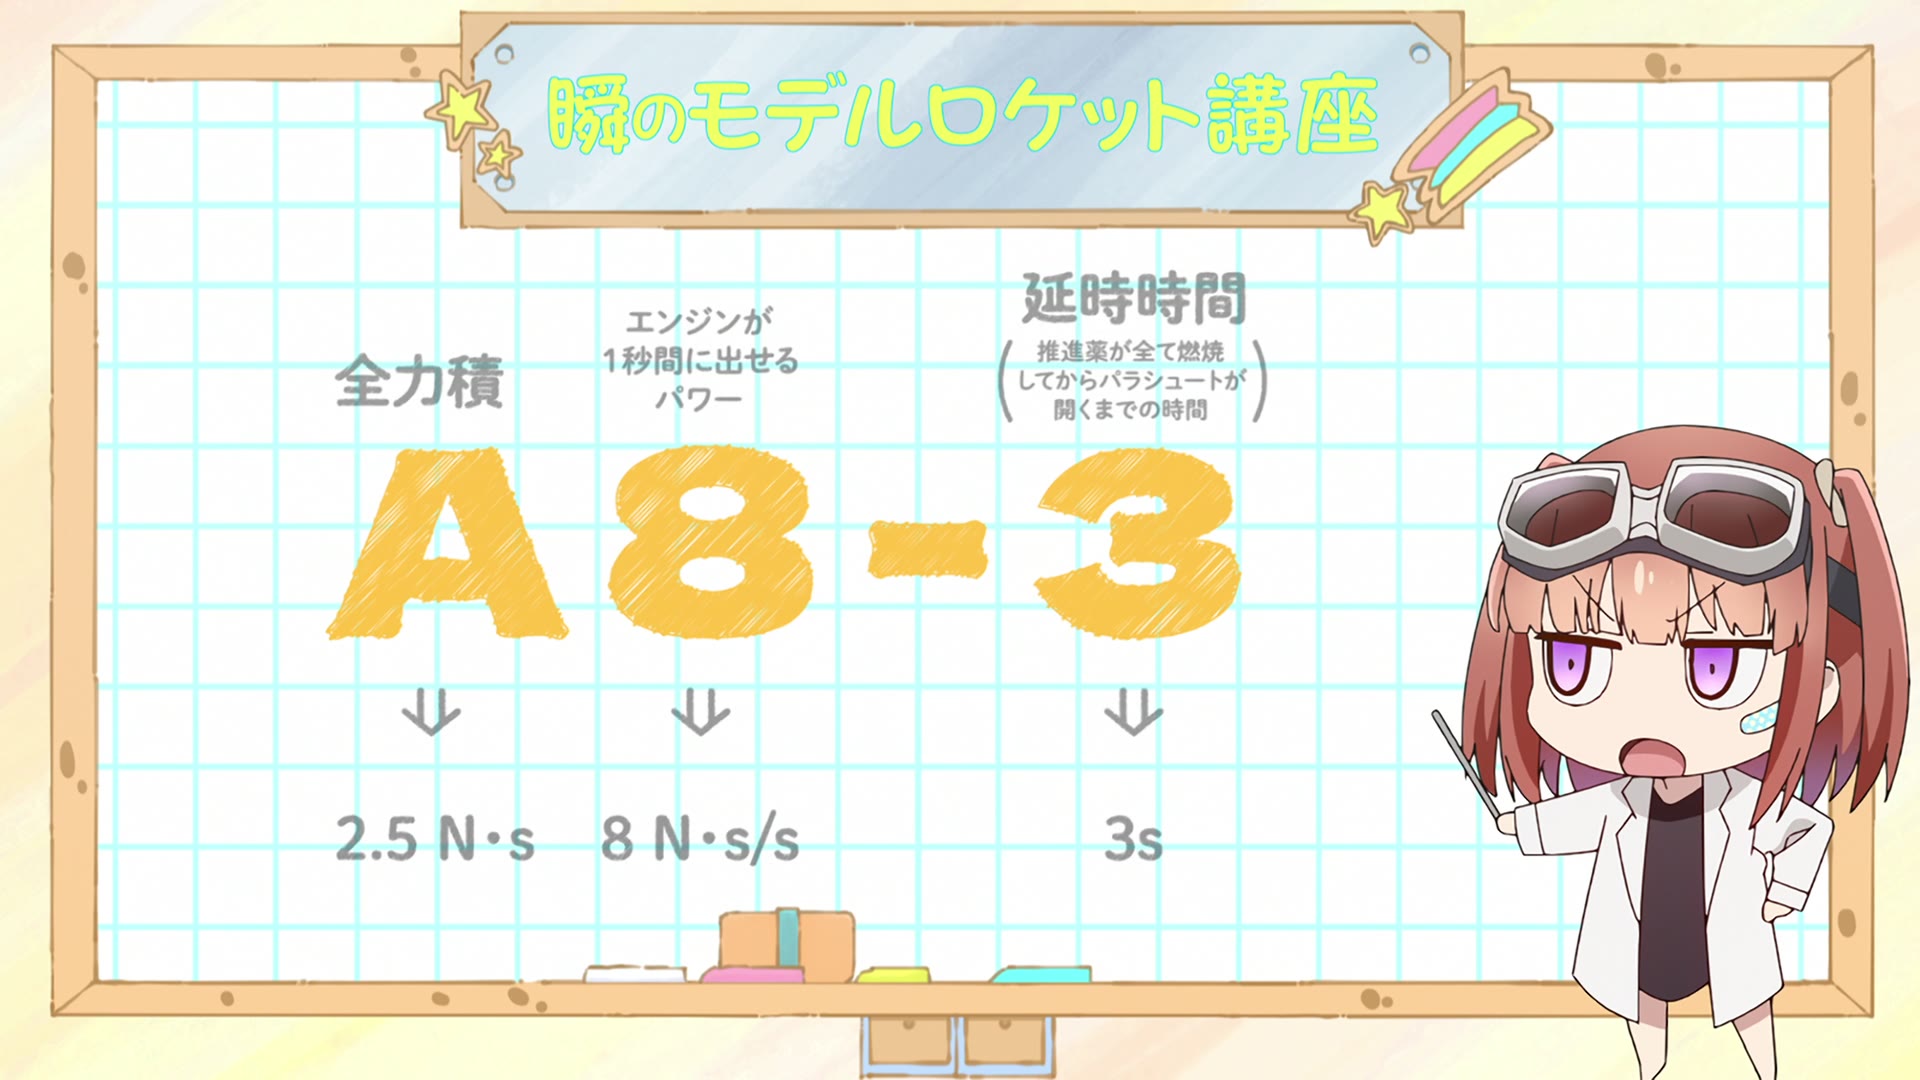 瞬のモデルロケット講座
全力積
エンジンが
1秒間に出せる
パワー
延時時間
(推進薬が全て燃焼
してからパラシュートが
開くまでの時間)
A8-3
2.5 N·s
8 N·s/s
3s